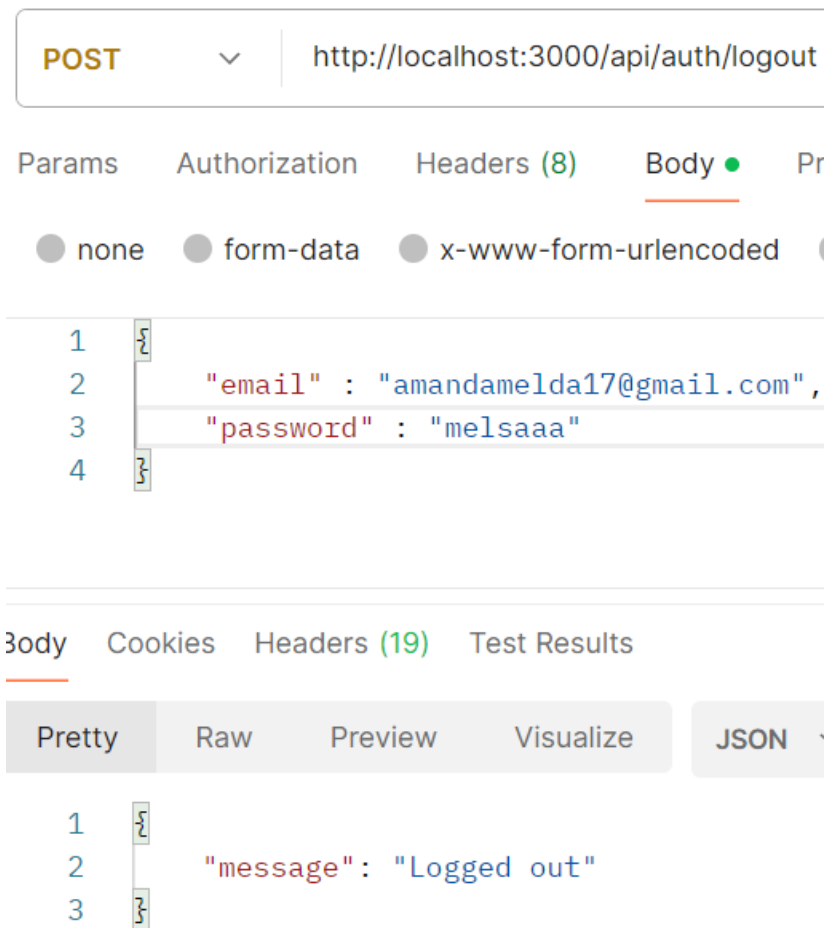 POST http://localhost:3000/api/auth/logout
Params Authorization Headers (8) Body
none form-data x-www-form-urlencoded
1 {
2 "email" : "amandamelda17@gmail.com",
3 "password" : "melsaaa"
4 }
Body Cookies Headers (19) Test Results
Pretty Raw Preview Visualize JSON
1 {
2 "message": "Logged out"
3 }